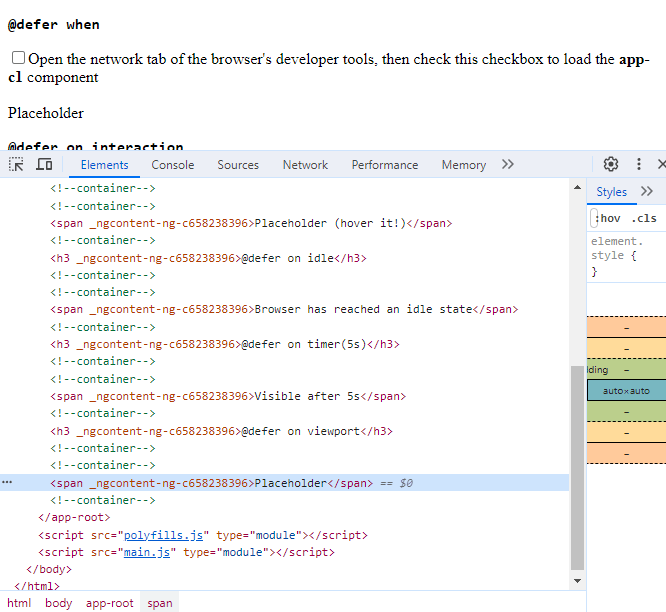 @defer when
Open the network tab of the browser's developer tools, then check this checkbox to load the app-
c1 component
Placeholder
@defer on interaction
Elements Console Sources Network Performance Memory
<!--container-->
<!--container-->
<span _ngcontent-ng-c658238396>Placeholder (hover it!)</span>
<!--container-->
<h3 _ngcontent-ng-c658238396>@defer on idle</h3>
<!--container-->
<!--container-->
<span _ngcontent-ng-c658238396>Browser has reached an idle state</span>
<!--container-->
<h3 _ngcontent-ng-c658238396>@defer on timer(5s)</h3>
<!--container-->
<!--container-->
<span _ngcontent-ng-c658238396>Visible after 5s</span>
<!--container-->
<h3 _ngcontent-ng-c658238396>@defer on viewport</h3>
<!--container-->
<!--container-->
<span _ngcontent-ng-c658238396>Placeholder</span> == $0
<!--container-->
</app-root>
<script src="polyfills.js" type="module"></script>
<script src="main.js" type="module"></script>
</body>
</html>
html body app-root span
Styles
:hov .cls
element.
style {
}
–
–
dding –
auto×auto
–
–
–